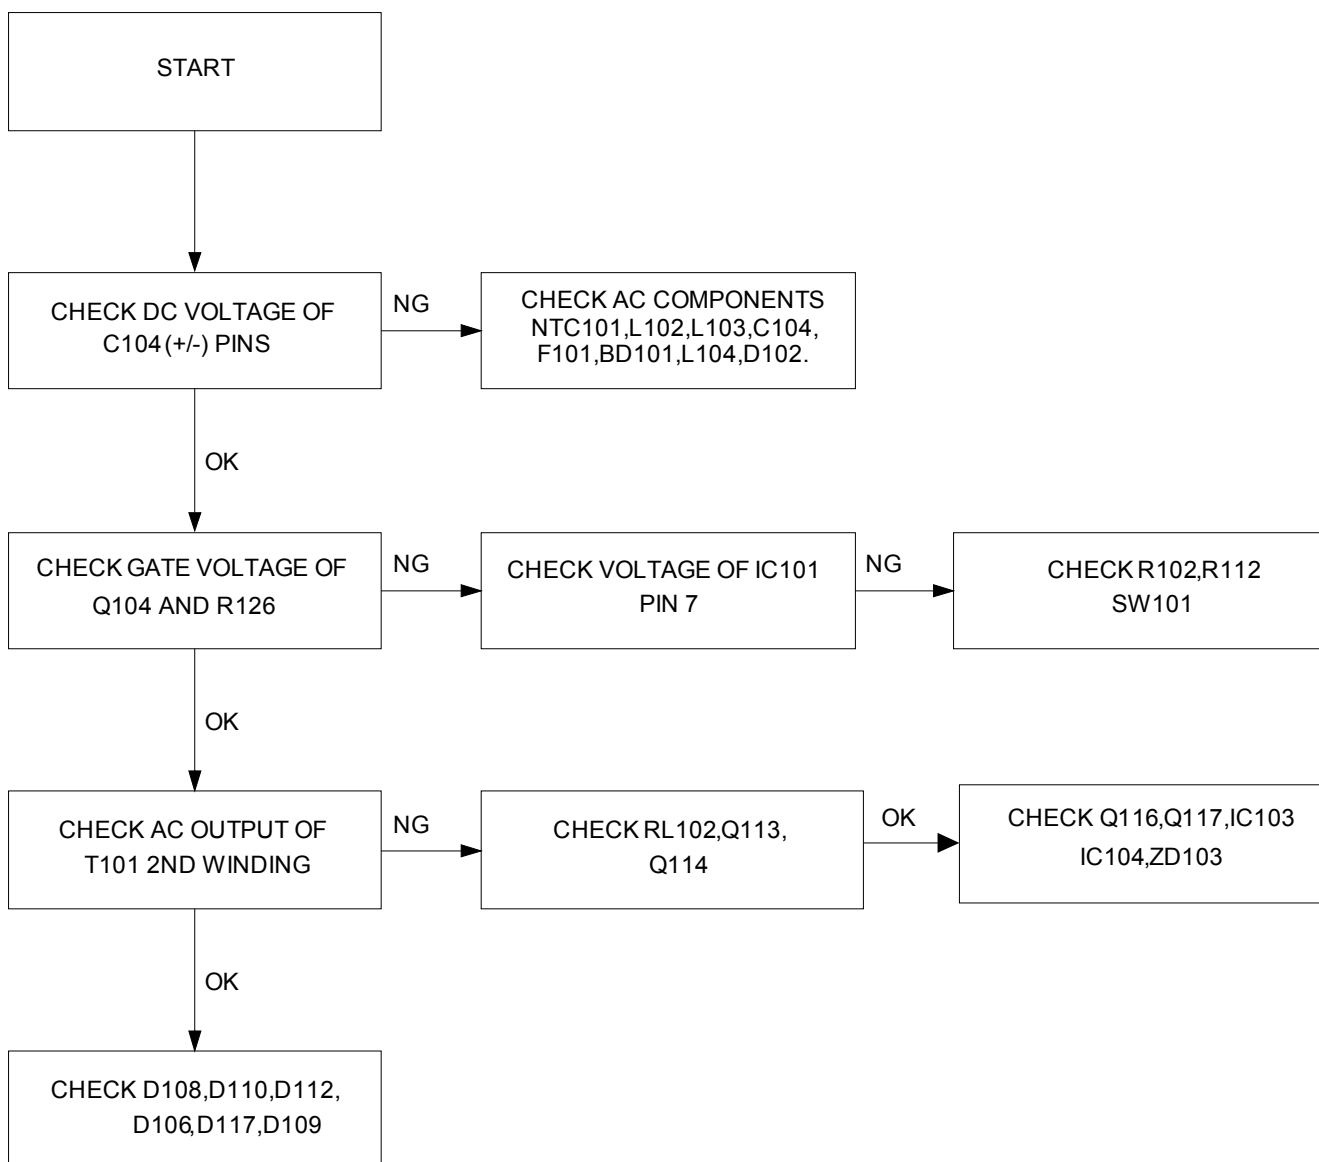 START
CHECK DC VOLTAGE OF
C104 (+/-) PINS
NG
CHECK AC COMPONENTS
NTC101,L102,L103,C104,
F101,BD101,L104,D102.
OK
CHECK GATE VOLTAGE OF
Q104 AND R126
NG
CHECK VOLTAGE OF IC101
PIN 7
NG
CHECK R102,R112
SW101
OK
CHECK AC OUTPUT OF
T101 2ND WINDING
NG
CHECK RL102,Q113,
Q114
OK
CHECK Q116,Q117,IC103
IC104,ZD103
OK
CHECK D108,D110,D112,
D106,D117,D109